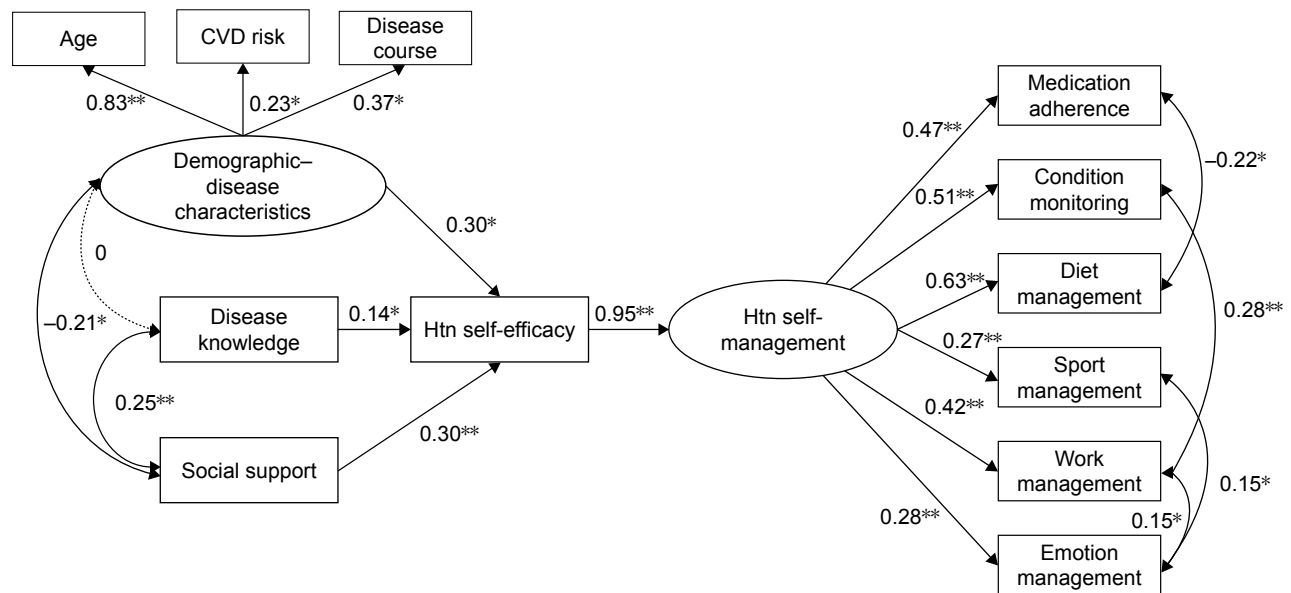 Age
CVD risk
Disease
course
0.83**
0.23*
0.37*
Demographic–
disease
characteristics
0
–0.21*
0.30*
Disease
knowledge
0.14*
Htn self-efficacy
0.95**
0.25**
Social support
0.30**
Htn self-
management
0.47**
0.51**
0.63**
0.27**
0.42**
0.28**
Medication
adherence
Condition
monitoring
Diet
management
Sport
management
Work
management
Emotion
management
–0.22*
0.28**
0.15*
0.15*